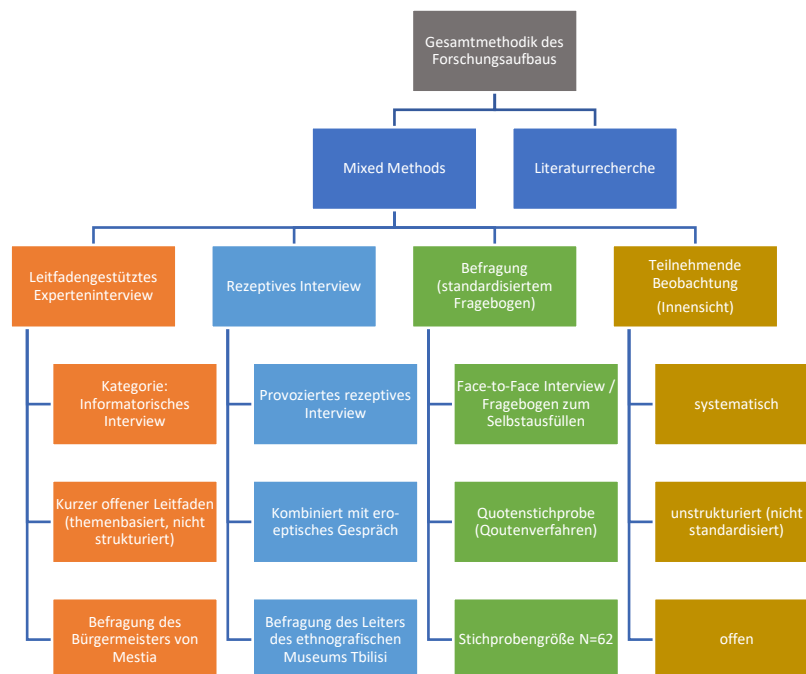 Gesamtmethodik des
Forschungsaufbaus
Mixed Methods
Literaturrecherche
Leitfadengestütztes
Experteninterview
Rezeptives Interview
Befragung
(standardisiertem
Fragebogen)
Teilnehmende
Beobachtung
(Innensicht)
Kategorie:
Informatorisches
Interview
Provoziertes rezeptives
Interview
Face-to-Face Interview /
Fragebogen zum
Selbstausfüllen
systematisch
Kurzer offener Leitfaden
(themenbasiert, nicht
strukturiert)
Kombiniert mit ero-
eptisches Gespräch
Quotenstichprobe
(Qoutenverfahren)
unstrukturiert (nicht
standardisiert)
Befragung des
Bürgermeisters von
Mestia
Befragung des Leiters
des ethnografischen
Museums Tbilisi
Stichprobengröße N=62
offen